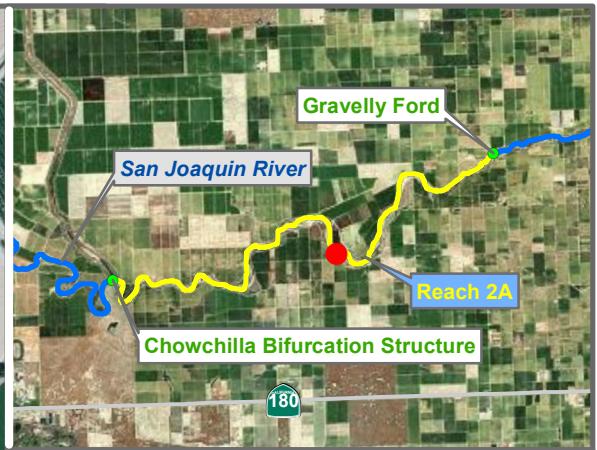 Gravelly Ford
San Joaquin River
Reach 2A
Chowchilla Bifurcation Structure
180